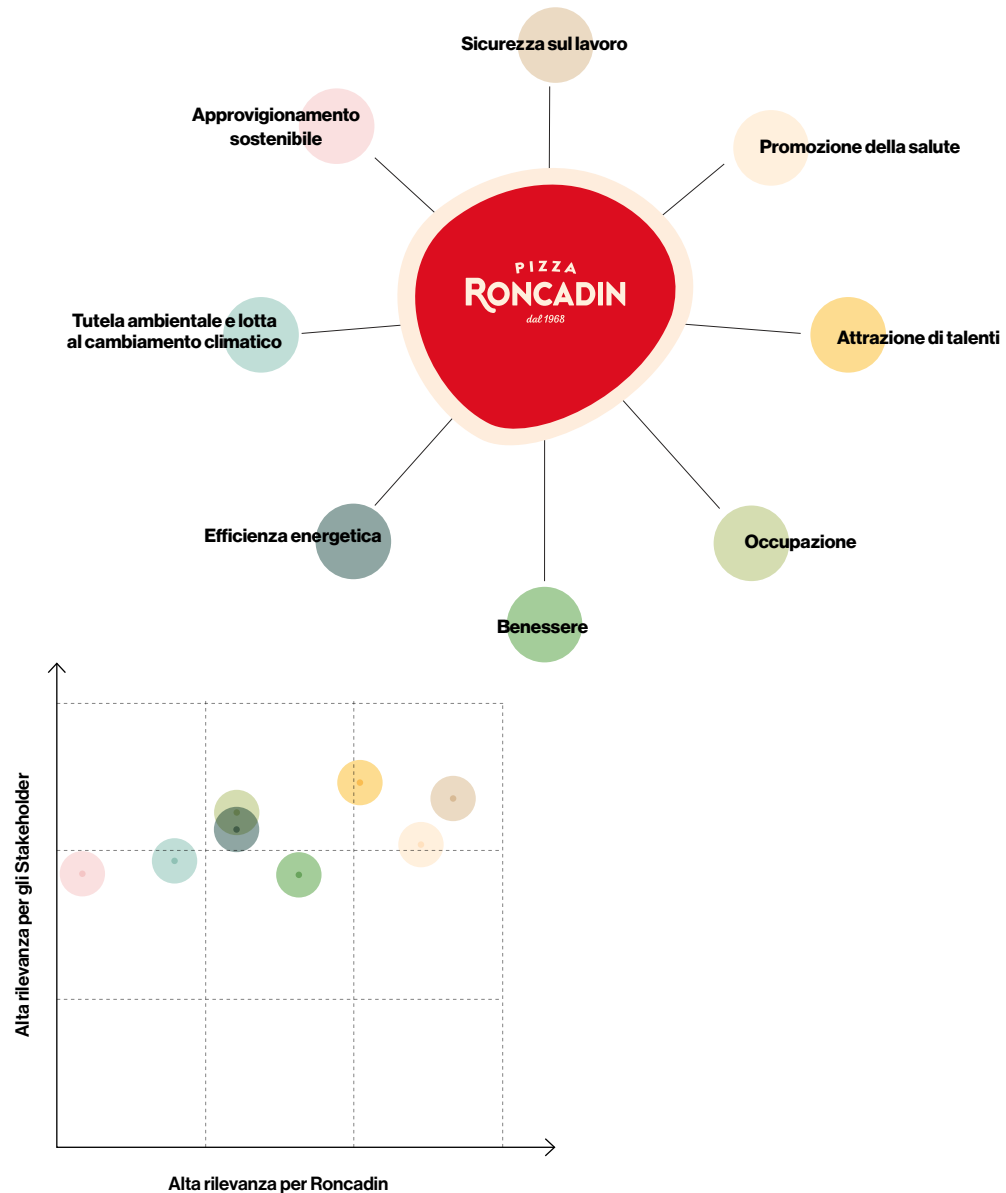 Sicurezza sul lavoro
Approvigionamento
sostenibile
Promozione della salute
PIZZA
RONCADIN
dal 1968
Tutela ambientale e lotta
al cambiamento climatico
Attrazione di talenti
Efficienza energetica
Occupazione
Benessere
Alta rilevanza per gli Stakeholder
Alta rilevanza per Roncadin